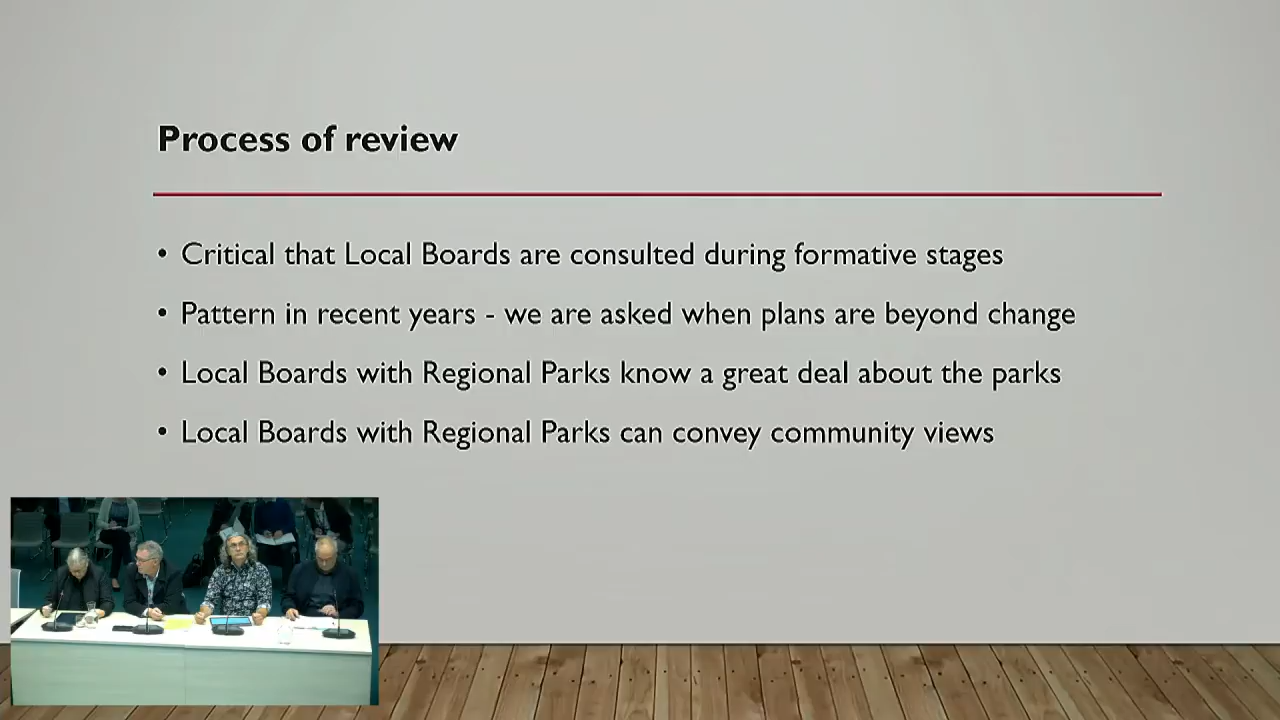 Process of review
• Critical that Local Boards are consulted during formative stages
• Pattern in recent years - we are asked when plans are beyond change
• Local Boards with Regional Parks know a great deal about the parks
• Local Boards with Regional Parks can convey community views